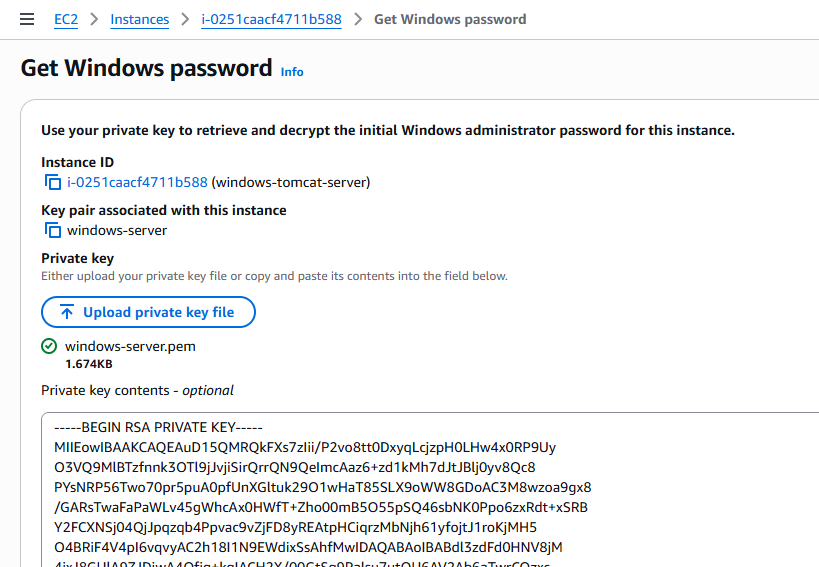 EC2 > Instances > i-0251caacf4711b588 > Get Windows password
Get Windows password Info
Use your private key to retrieve and decrypt the initial Windows administrator password for this instance.
Instance ID
i-0251caacf4711b588 (windows-tomcat-server)
Key pair associated with this instance
windows-server
Private key
Either upload your private key file or copy and paste its contents into the field below.
Upload private key file
windows-server.pem
1.674KB
Private key contents - optional
-----BEGIN RSA PRIVATE KEY-----
MIIEowIBAAKCAQEAuD15QMRQkFXs7zIii/P2vo8tt0DxyqLcjzpH0LHw4x0RP9Uy
O3VQ9MlBTzfnnk3OTl9jJvjiSirQrrQN9QeImcAaz6+zd1kMh7dJtJBlj0yv8Qc8
PYsNRP56Two70pr5puA0pfUnXGltuk29O1wHaT85SLX9oWW8GDoAC3M8wzoa9gx8
/GARsTwaFaPaWLv45gWhcAx0HWfT+Zho00mB5O55pSQ46sbNK0Ppo6zxRdt+xSRB
Y2FCXNSj04QjJpqzqb4Ppvac9vZjFD8yREAtpHCiqrzMbNjh61yfojtJ1roKjMH5
O4BRiF4V4pI6vqvyAC2h18I1N9EWdixSsAhfMwIDAQABAoIBABdl3zdFd0HNV8jM